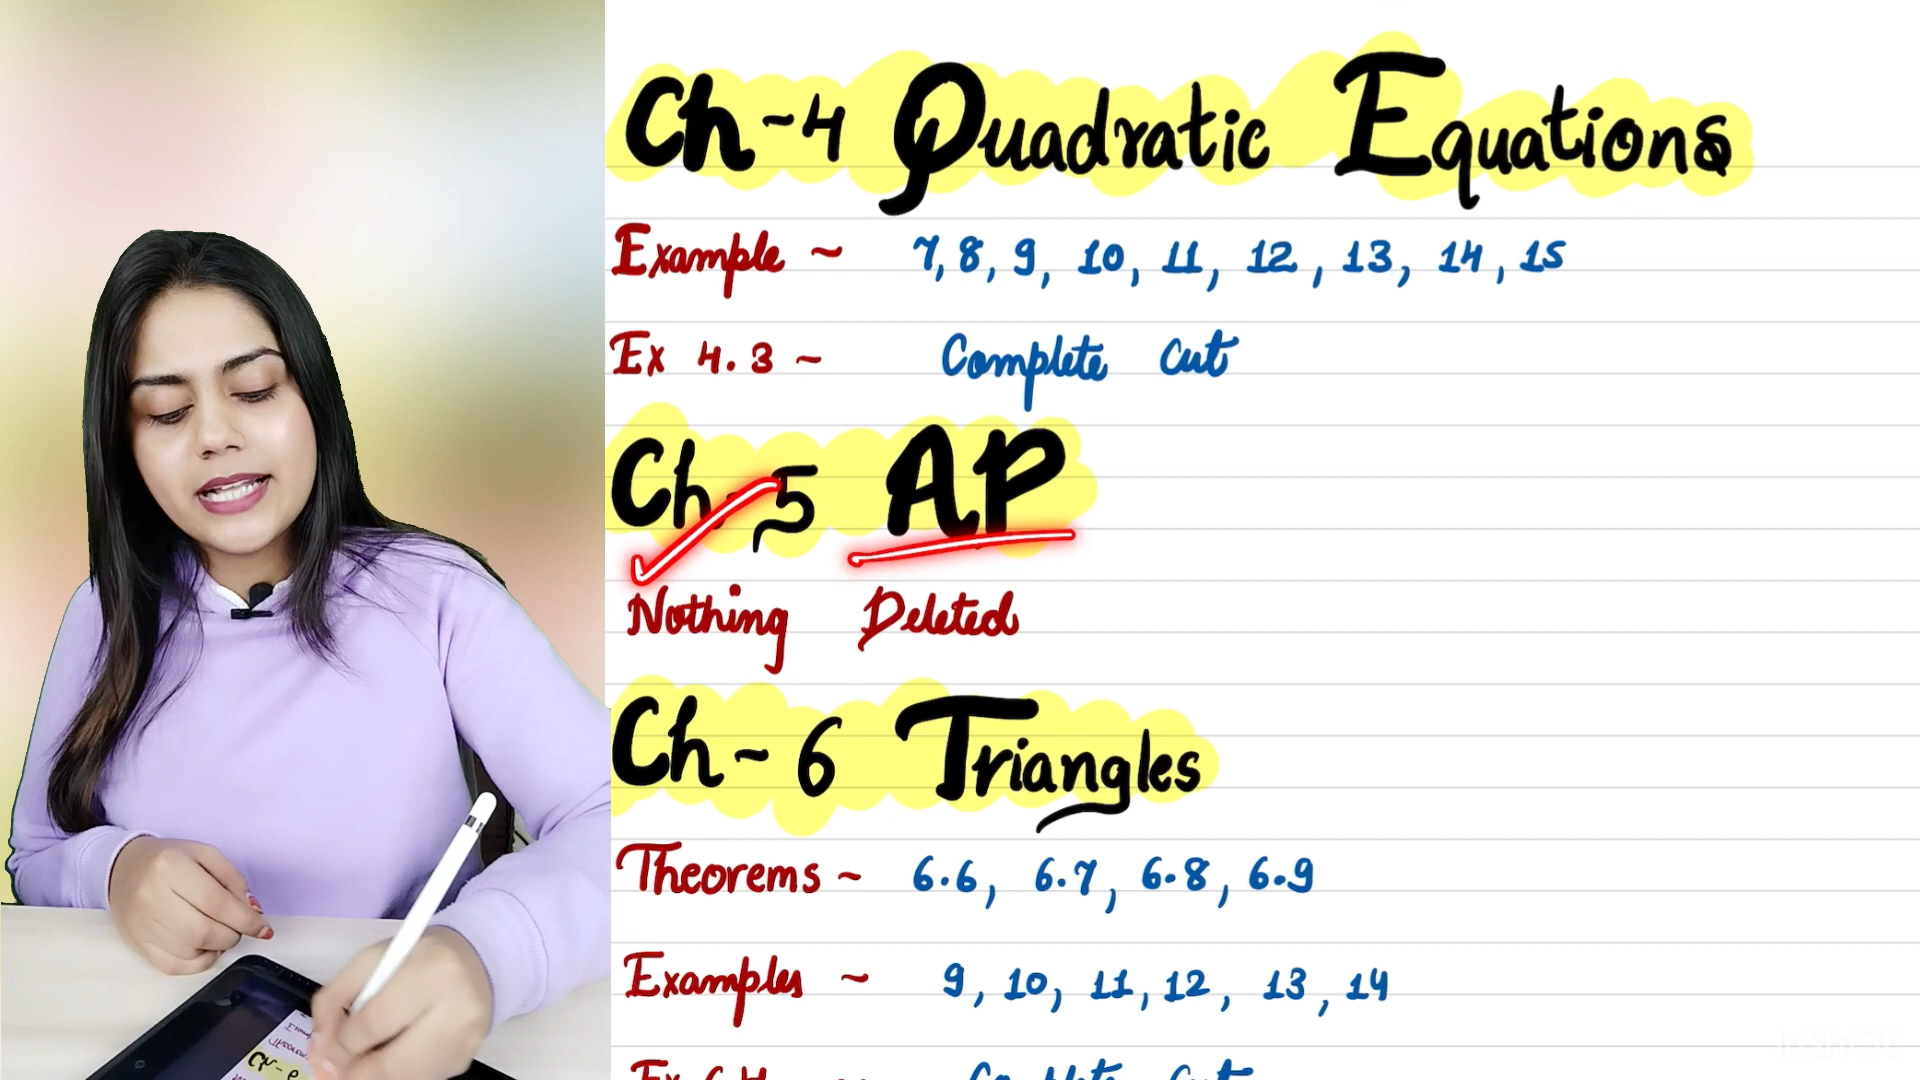 Ch-4 Quadratic Equations
Example ~ 7, 8, 9, 10, 11, 12, 13, 14, 15
Ex 4.3 ~ Complete cut
Ch-5 AP
Nothing Deleted
Ch-6 Triangles
Theorems ~ 6.6, 6.7, 6.8, 6.9
Examples ~ 9, 10, 11, 12, 13, 14
Complete cut